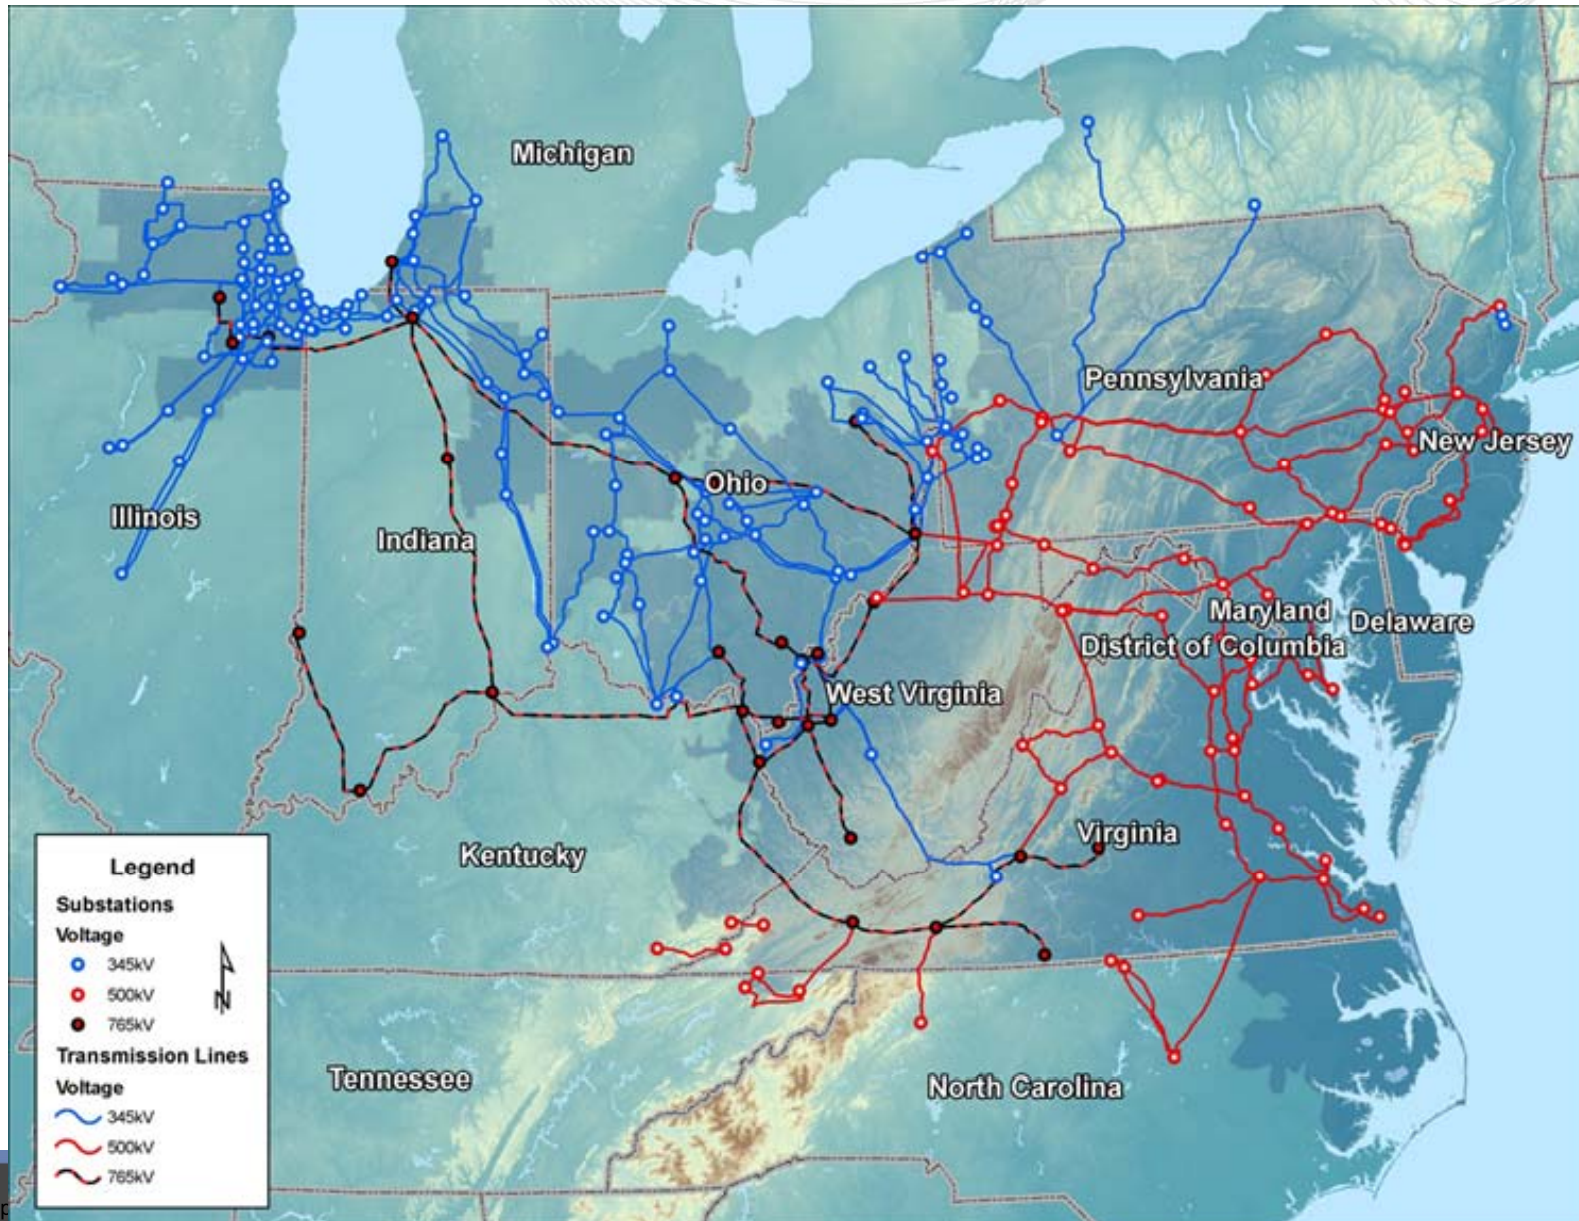 Michigan
Pennsylvania
New Jersey
Ohio
Illinois
Indiana
Maryland
Delaware
District of Columbia
West Virginia
Virginia
Kentucky
Tennessee
North Carolina
Legend
Substations
Voltage
345kV
500kV
765kV
N
Transmission Lines
Voltage
345kV
500kV
765kV